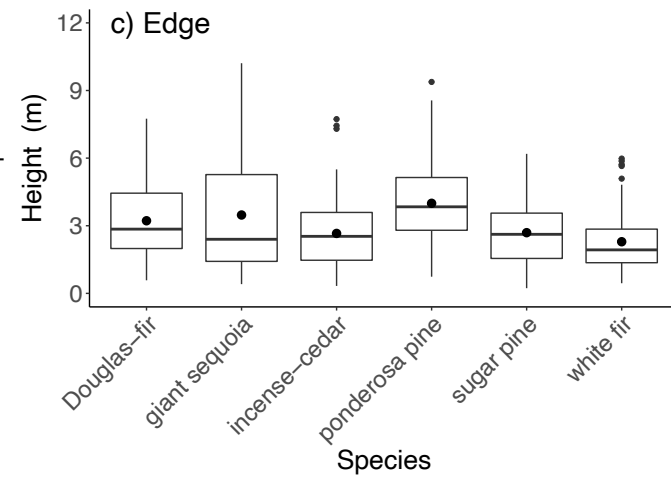 c) Edge
Height (m)
12
9
6
3
0
Douglas−fir
giant sequoia
incense−cedar
ponderosa pine
sugar pine
white fir
Species